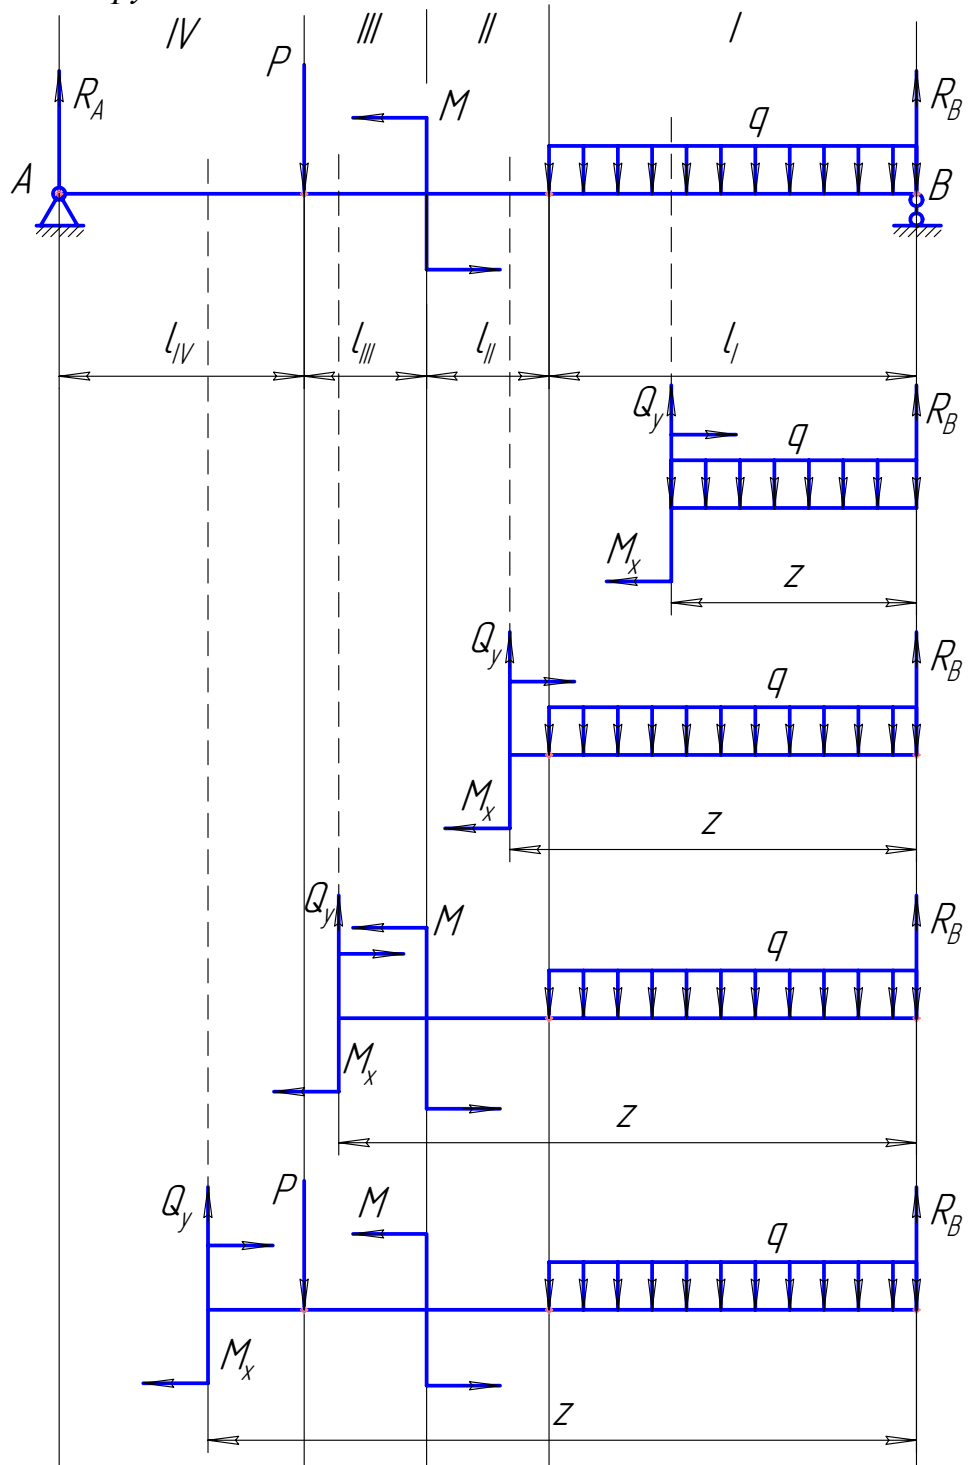 IV III II I
P
R_A M q R_B
A B
l_IV l_III l_II l_I
Q_y R_B
q
M_x z
Q_y R_B
q
M_x z
Q_y M R_B
q
M_x
z
Q_y P M R_B
q
M_x
z